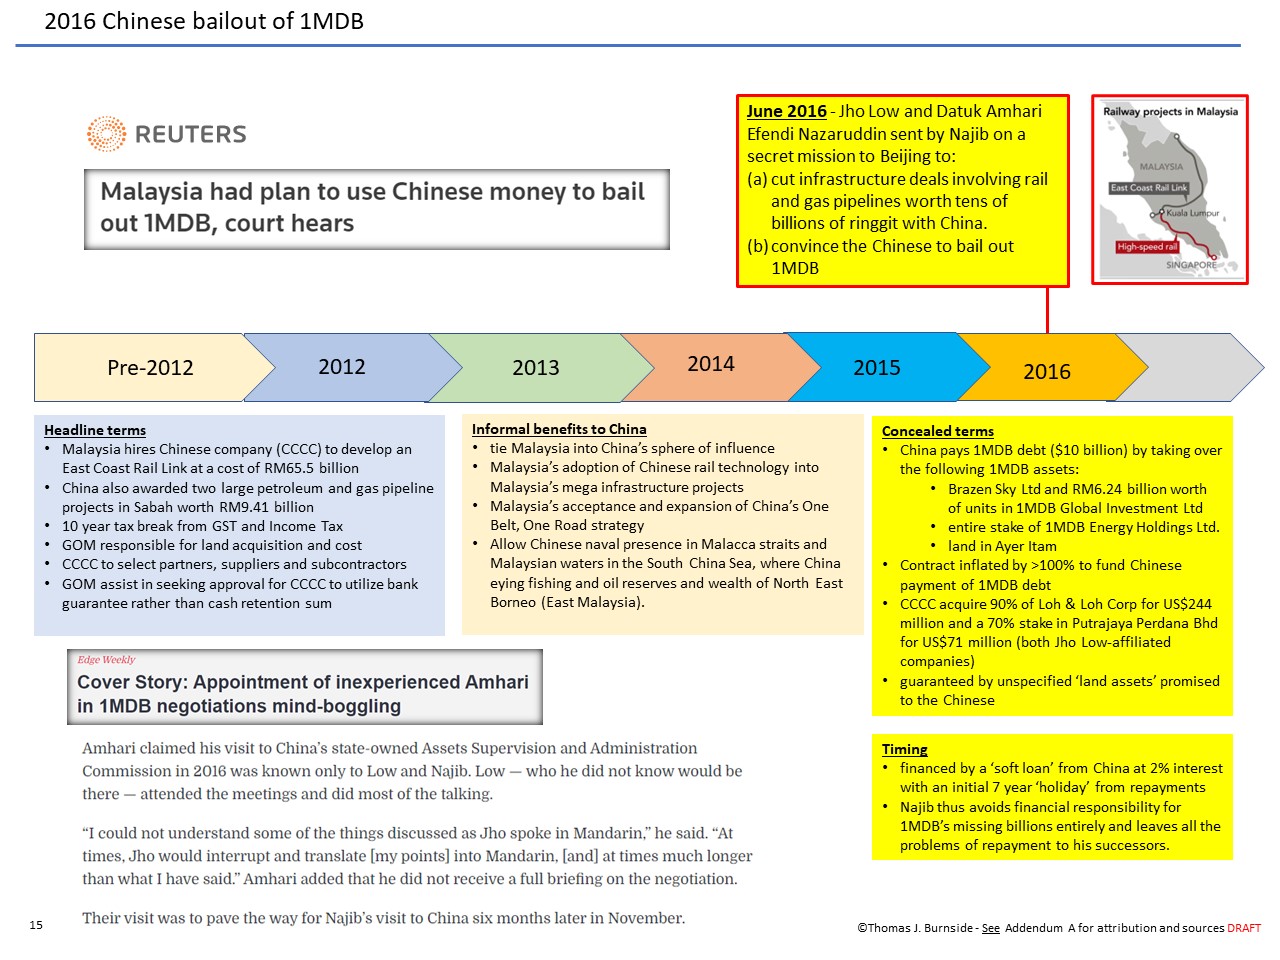 2016 Chinese bailout of 1MDB
REUTERS
Malaysia had plan to use Chinese money to bail
out 1MDB, court hears
June 2016 - Jho Low and Datuk Amhari
Efendi Nazaruddin sent by Najib on a
secret mission to Beijing to:
(a) cut infrastructure deals involving rail
and gas pipelines worth tens of
billions of ringgit with China.
(b) convince the Chinese to bail out
1MDB
Railway projects in Malaysia
MALAYSIA
East Coast Rail Link
Kuala Lumpur
High-speed rail
SINGAPORE
Pre-2012
2012
2013
2014
2015
2016
Headline terms
• Malaysia hires Chinese company (CCCC) to develop an
East Coast Rail Link at a cost of RM65.5 billion
• China also awarded two large petroleum and gas pipeline
projects in Sabah worth RM9.41 billion
• 10 year tax break from GST and Income Tax
• GOM responsible for land acquisition and cost
• CCCC to select partners, suppliers and subcontractors
• GOM assist in seeking approval for CCCC to utilize bank
guarantee rather than cash retention sum
Informal benefits to China
• tie Malaysia into China's sphere of influence
• Malaysia's adoption of Chinese rail technology into
Malaysia's mega infrastructure projects
• Malaysia's acceptance and expansion of China's One
Belt, One Road strategy
• Allow Chinese naval presence in Malacca straits and
Malaysian waters in the South China Sea, where China
eying fishing and oil reserves and wealth of North East
Borneo (East Malaysia).
Concealed terms
• China pays 1MDB debt ($10 billion) by taking over
the following 1MDB assets:
• Brazen Sky Ltd and RM6.24 billion worth
of units in 1MDB Global Investment Ltd
• entire stake of 1MDB Energy Holdings Ltd.
• land in Ayer Itam
• Contract inflated by >100% to fund Chinese
payment of 1MDB debt
• CCCC acquire 90% of Loh & Loh Corp for US$244
million and a 70% stake in Putrajaya Perdana Bhd
for US$71 million (both Jho Low-affiliated
companies)
• guaranteed by unspecified ‘land assets’ promised
to the Chinese
Edge Weekly
Cover Story: Appointment of inexperienced Amhari
in 1MDB negotiations mind-boggling
Amhari claimed his visit to China’s state-owned Assets Supervision and Administration
Commission in 2016 was known only to Low and Najib. Low — who he did not know would be
there — attended the meetings and did most of the talking.
“I could not understand some of the things discussed as Jho spoke in Mandarin,” he said. “At
times, Jho would interrupt and translate [my points] into Mandarin, [and] at times much longer
than what I have said.” Amhari added that he did not receive a full briefing on the negotiation.
Their visit was to pave the way for Najib’s visit to China six months later in November.
Timing
• financed by a ‘soft loan’ from China at 2% interest
with an initial 7 year ‘holiday’ from repayments
• Najib thus avoids financial responsibility for
1MDB’s missing billions entirely and leaves all the
problems of repayment to his successors.
15
©Thomas J. Burnside - See Addendum A for attribution and sources DRAFT